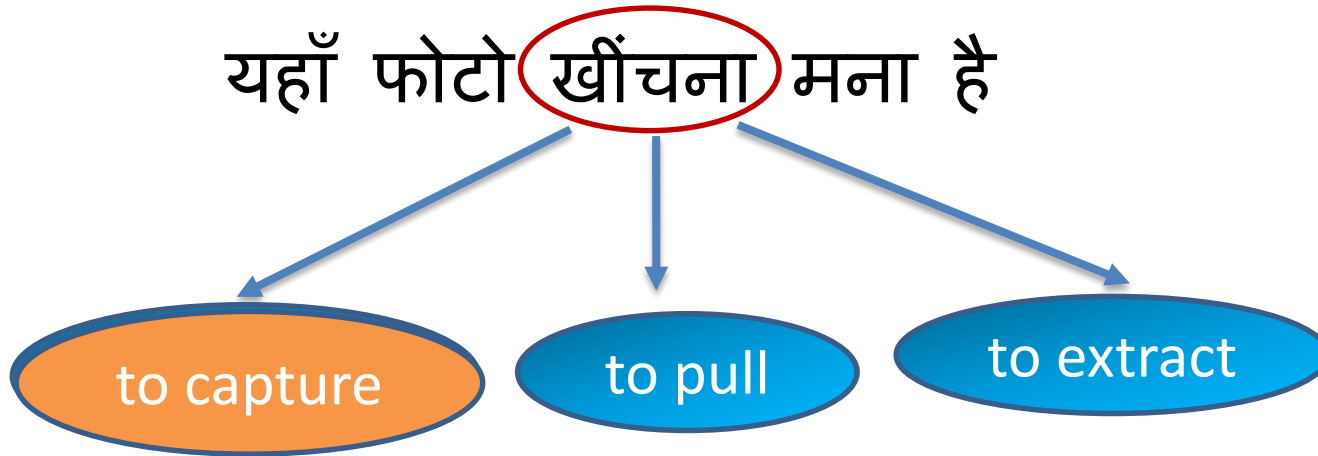 यहाँ फोटो खींचना मना है
to capture
to pull
to extract